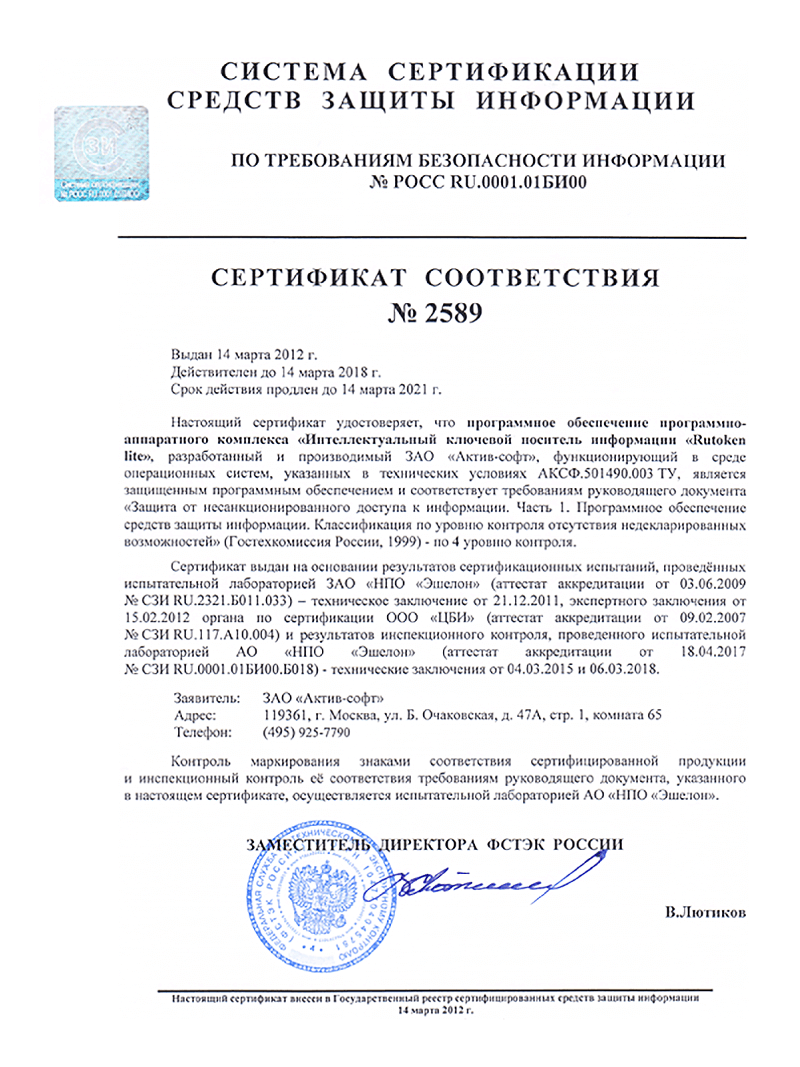 СИСТЕМА СЕРТИФИКАЦИИ
СРЕДСТВ ЗАЩИТЫ ИНФОРМАЦИИ
ПО ТРЕБОВАНИЯМ БЕЗОПАСНОСТИ ИНФОРМАЦИИ
№ РОСС RU.0001.01БИ00
СЗИ
СЕРТИФИКАТ СООТВЕТСТВИЯ
№ 2589
Выдан 14 марта 2012 г.
Действителен до 14 марта 2018 г.
Срок действия продлен до 14 марта 2021 г.
Настоящий сертификат удостоверяет, что программное обеспечение программно-
аппаратного комплекса «Интеллектуальный ключевой носитель информации «Rutoken
lite», разработанный и производимый ЗАО «Актив-софт», функционирующий в среде
операционных систем, указанных в технических условиях АКСФ.501490.003 ТУ, является
защищенным программным обеспечением и соответствует требованиям руководящего документа
«Защита от несанкционированного доступа к информации. Часть 1. Программное обеспечение
средств защиты информации. Классификация по уровню контроля отсутствия недекларированных
возможностей» (Гостехкомиссия России, 1999) - по 4 уровню контроля.
Сертификат выдан на основании результатов сертификационных испытаний, проведённых
испытательной лабораторией ЗАО «НПО «Эшелон» (аттестат аккредитации от 03.06.2009
№ СЗИ RU.2321.Б011.033) – техническое заключение от 21.12.2011, экспертного заключения от
15.02.2012 органа по сертификации ООО «ЦБИ» (аттестат аккредитации от 09.02.2007
№ СЗИ RU.117.А10.004) и результатов инспекционного контроля, проведенного испытательной
лабораторией АО «НПО «Эшелон» (аттестат аккредитации от 18.04.2017
№ СЗИ RU.0001.01БИ00.Б018) - технические заключения от 04.03.2015 и 06.03.2018.
Заявитель: ЗАО «Актив-софт»
Адрес: 119361, г. Москва, ул. Б. Очаковская, д. 47А, стр. 1, комната 65
Телефон: (495) 925-7790
Контроль маркирования знаками соответствия сертифицированной продукции
и инспекционный контроль её соответствия требованиям руководящего документа, указанного
в настоящем сертификате, осуществляется испытательной лабораторией АО «НПО «Эшелон».
ЗАМЕСТИТЕЛЬ ДИРЕКТОРА ФСТЭК РОССИИ
В.Лютиков
Настоящий сертификат внесен в Государственный реестр сертифицированных средств защиты информации
14 марта 2012 г.